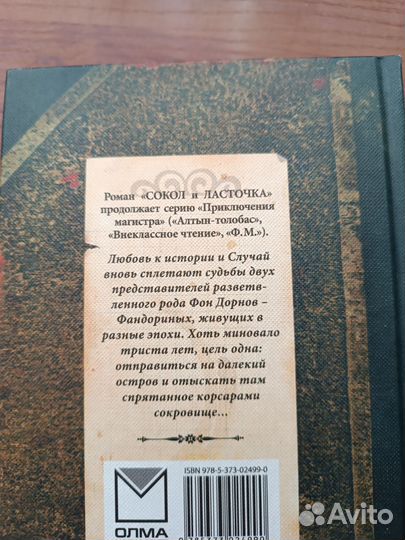 Роман «СОКОЛ и ЛАСТОЧКА»
продолжает серию «Приключения
магистра» («Алтын-толобас»,
«Внеклассное чтение», «Ф.М.»).
Любовь к истории и Случай
вновь сплетают судьбы двух
представителей разветв-
ленного рода Фон Дорнов –
Фандориных, живущих в
разные эпохи. Хоть миновало
триста лет, цель одна:
отправиться на далекий
остров и отыскать там
спрятанное корсарами
сокровище...
ISBN 978-5-373-02499-0
ОЛМА
Avito